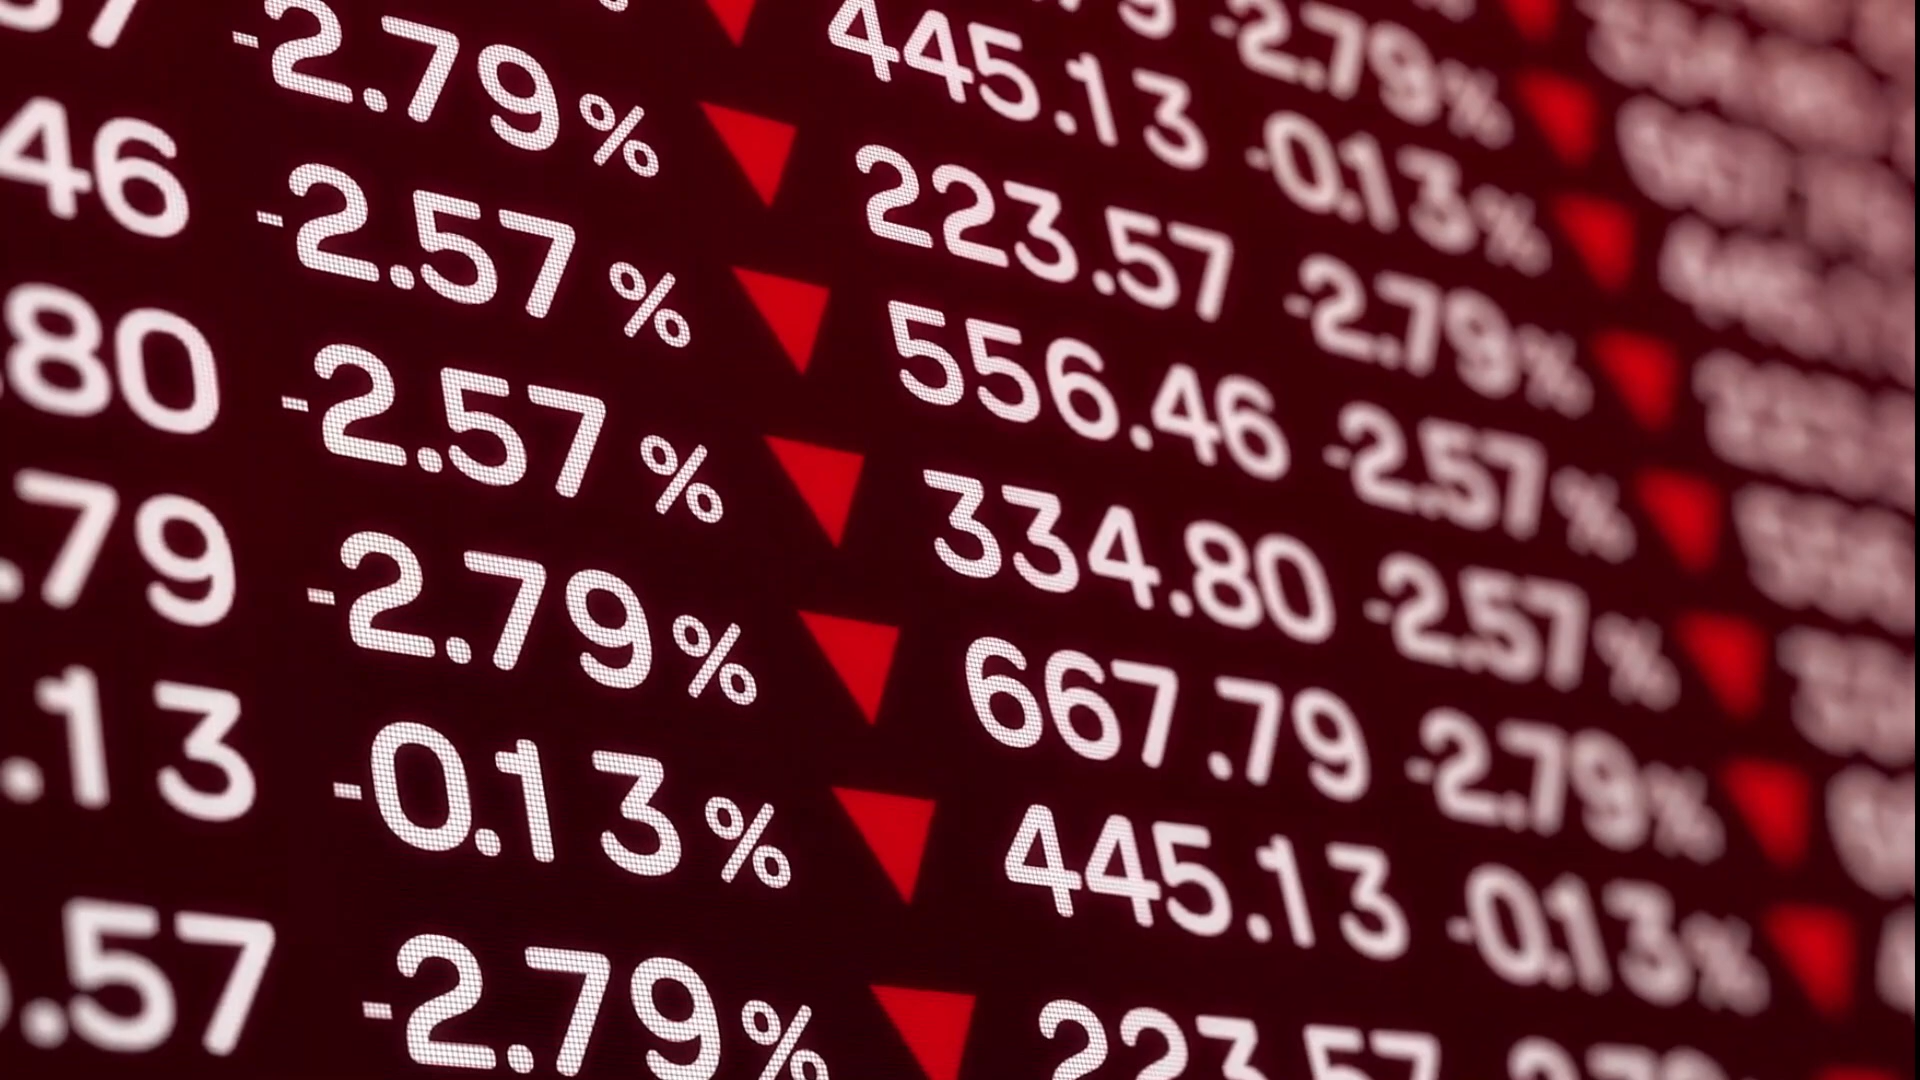 -2.79%
445.13 -0.13%
-2.79% ▼ 223.57 -2.79%
46 -2.57% ▼ 556.46 -2.57%
.80 -2.57% ▼ 334.80 -2.57%
.79 -2.79% ▼ 667.79 -2.79%
.13 -0.13% ▼ 445.13 -0.13%
.57 -2.79% ▼ 223.57